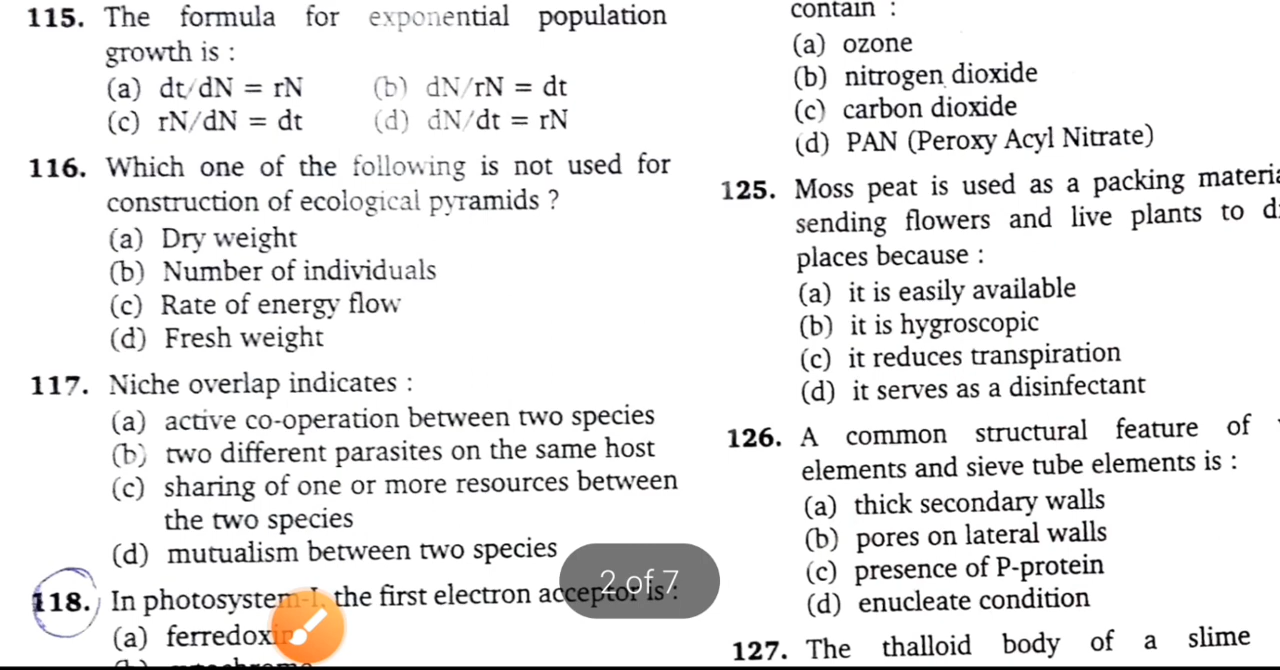 115. The formula for exponential population
growth is :
(a) dt/dN = rN (b) dN/rN = dt
(c) rN/dN = dt (d) dN/dt = rN
116. Which one of the following is not used for
construction of ecological pyramids ?
(a) Dry weight
(b) Number of individuals
(c) Rate of energy flow
(d) Fresh weight
117. Niche overlap indicates :
(a) active co-operation between two species
(b) two different parasites on the same host
(c) sharing of one or more resources between
the two species
(d) mutualism between two species
118. In photosystem-I, the first electron acceptor is :
(a) ferredoxin
2 of 7
contain :
(a) ozone
(b) nitrogen dioxide
(c) carbon dioxide
(d) PAN (Peroxy Acyl Nitrate)
125. Moss peat is used as a packing
sending flowers and live plants to
places because :
(a) it is easily available
(b) it is hygroscopic
(c) it reduces transpiration
(d) it serves as a disinfectant
126. A common structural feature of
elements and sieve tube elements is :
(a) thick secondary walls
(b) pores on lateral walls
(c) presence of P-protein
(d) enucleate condition
127. The thalloid body of a slime